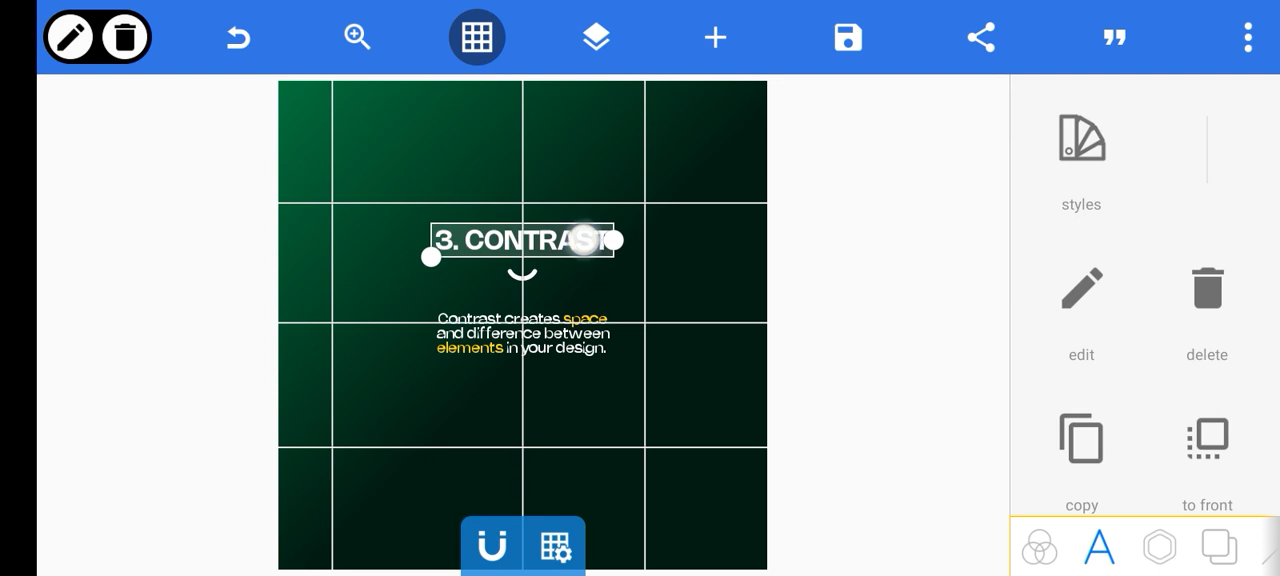 3. CONTRAST
Contrast creates space
and difference between
elements in your design.
styles
edit
delete
copy
to front